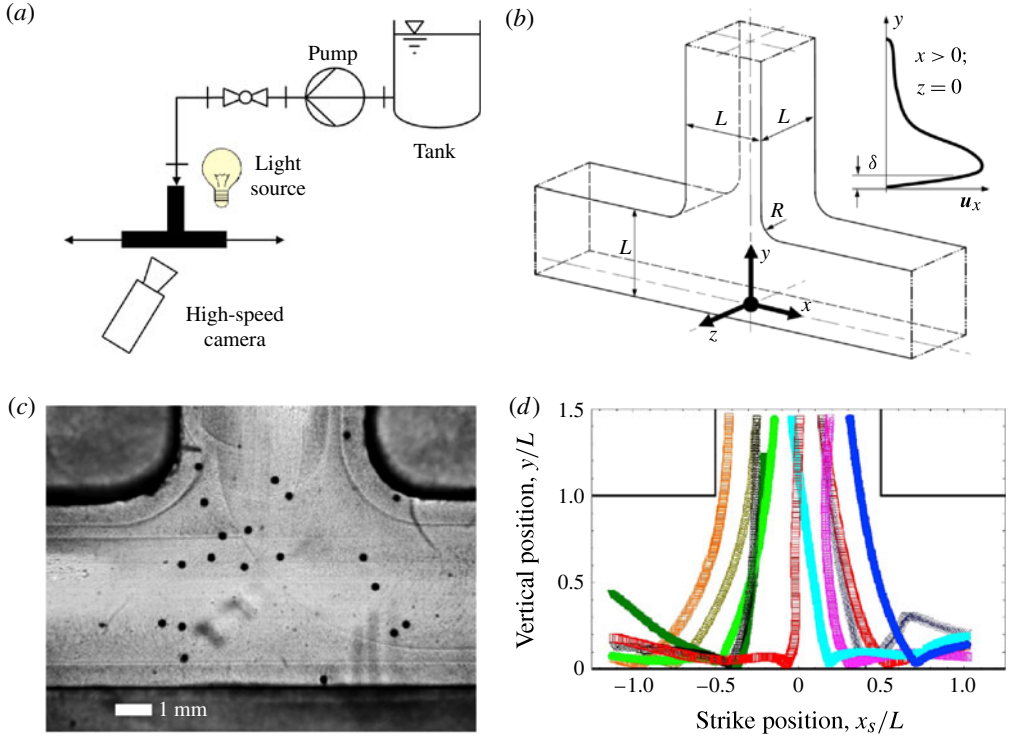 (a)
Pump
Tank
Light
source
High-speed
camera
(b)
y
x > 0;
z = 0
δ
u_x
L
L
R
L
y
x
z
(c)
1 mm
(d)
1.5
1.0
0.5
0
Vertical position, y/L
−1.0
−0.5
0
0.5
1.0
Strike position, x_s/L